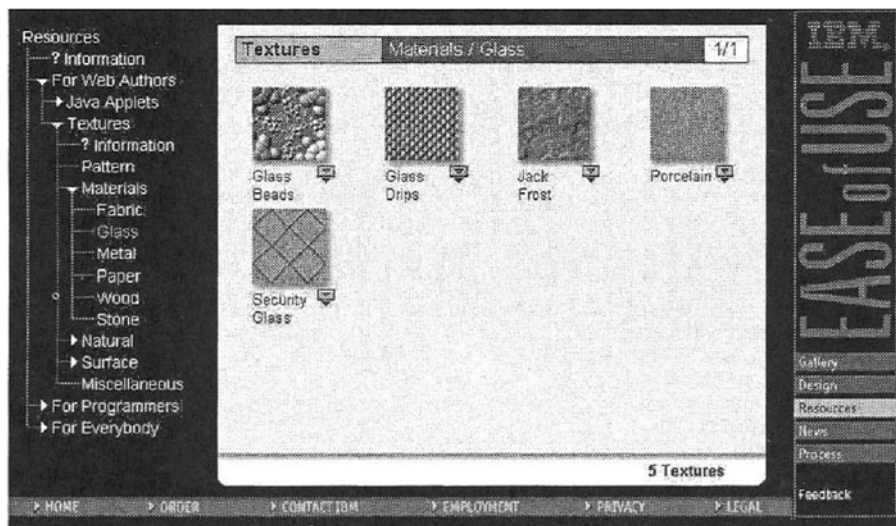 Resources
? Information
For Web Authors
Java Applets
Textures
? Information
Pattern
Materials
Fabric
Glass
Metal
Paper
Wood
Stone
Natural
Surface
Miscellaneous
For Programmers
For Everybody
Textures Materials / Glass 1/1
Glass
Beads
Glass
Drips
Jack
Frost
Porcelain
Security
Glass
5 Textures
IBM
EASE of USE
Gallery
Design
Resources
News
Process
Feedback
HOME ORDER CONTACT IBM EMPLOYMENT PRIVACY LEGAL